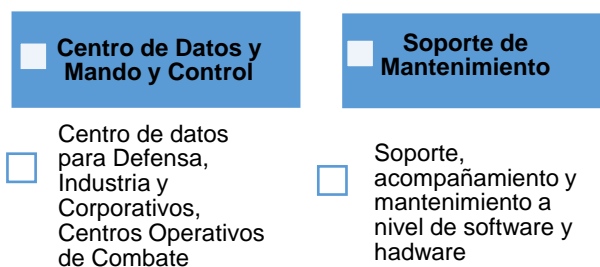 Centro de Datos y
Mando y Control
Centro de datos
para Defensa,
Industria y
Corporativos,
Centros Operativos
de Combate
Soporte de
Mantenimiento
Soporte,
acompañamiento y
mantenimiento a
nivel de software y
hadware